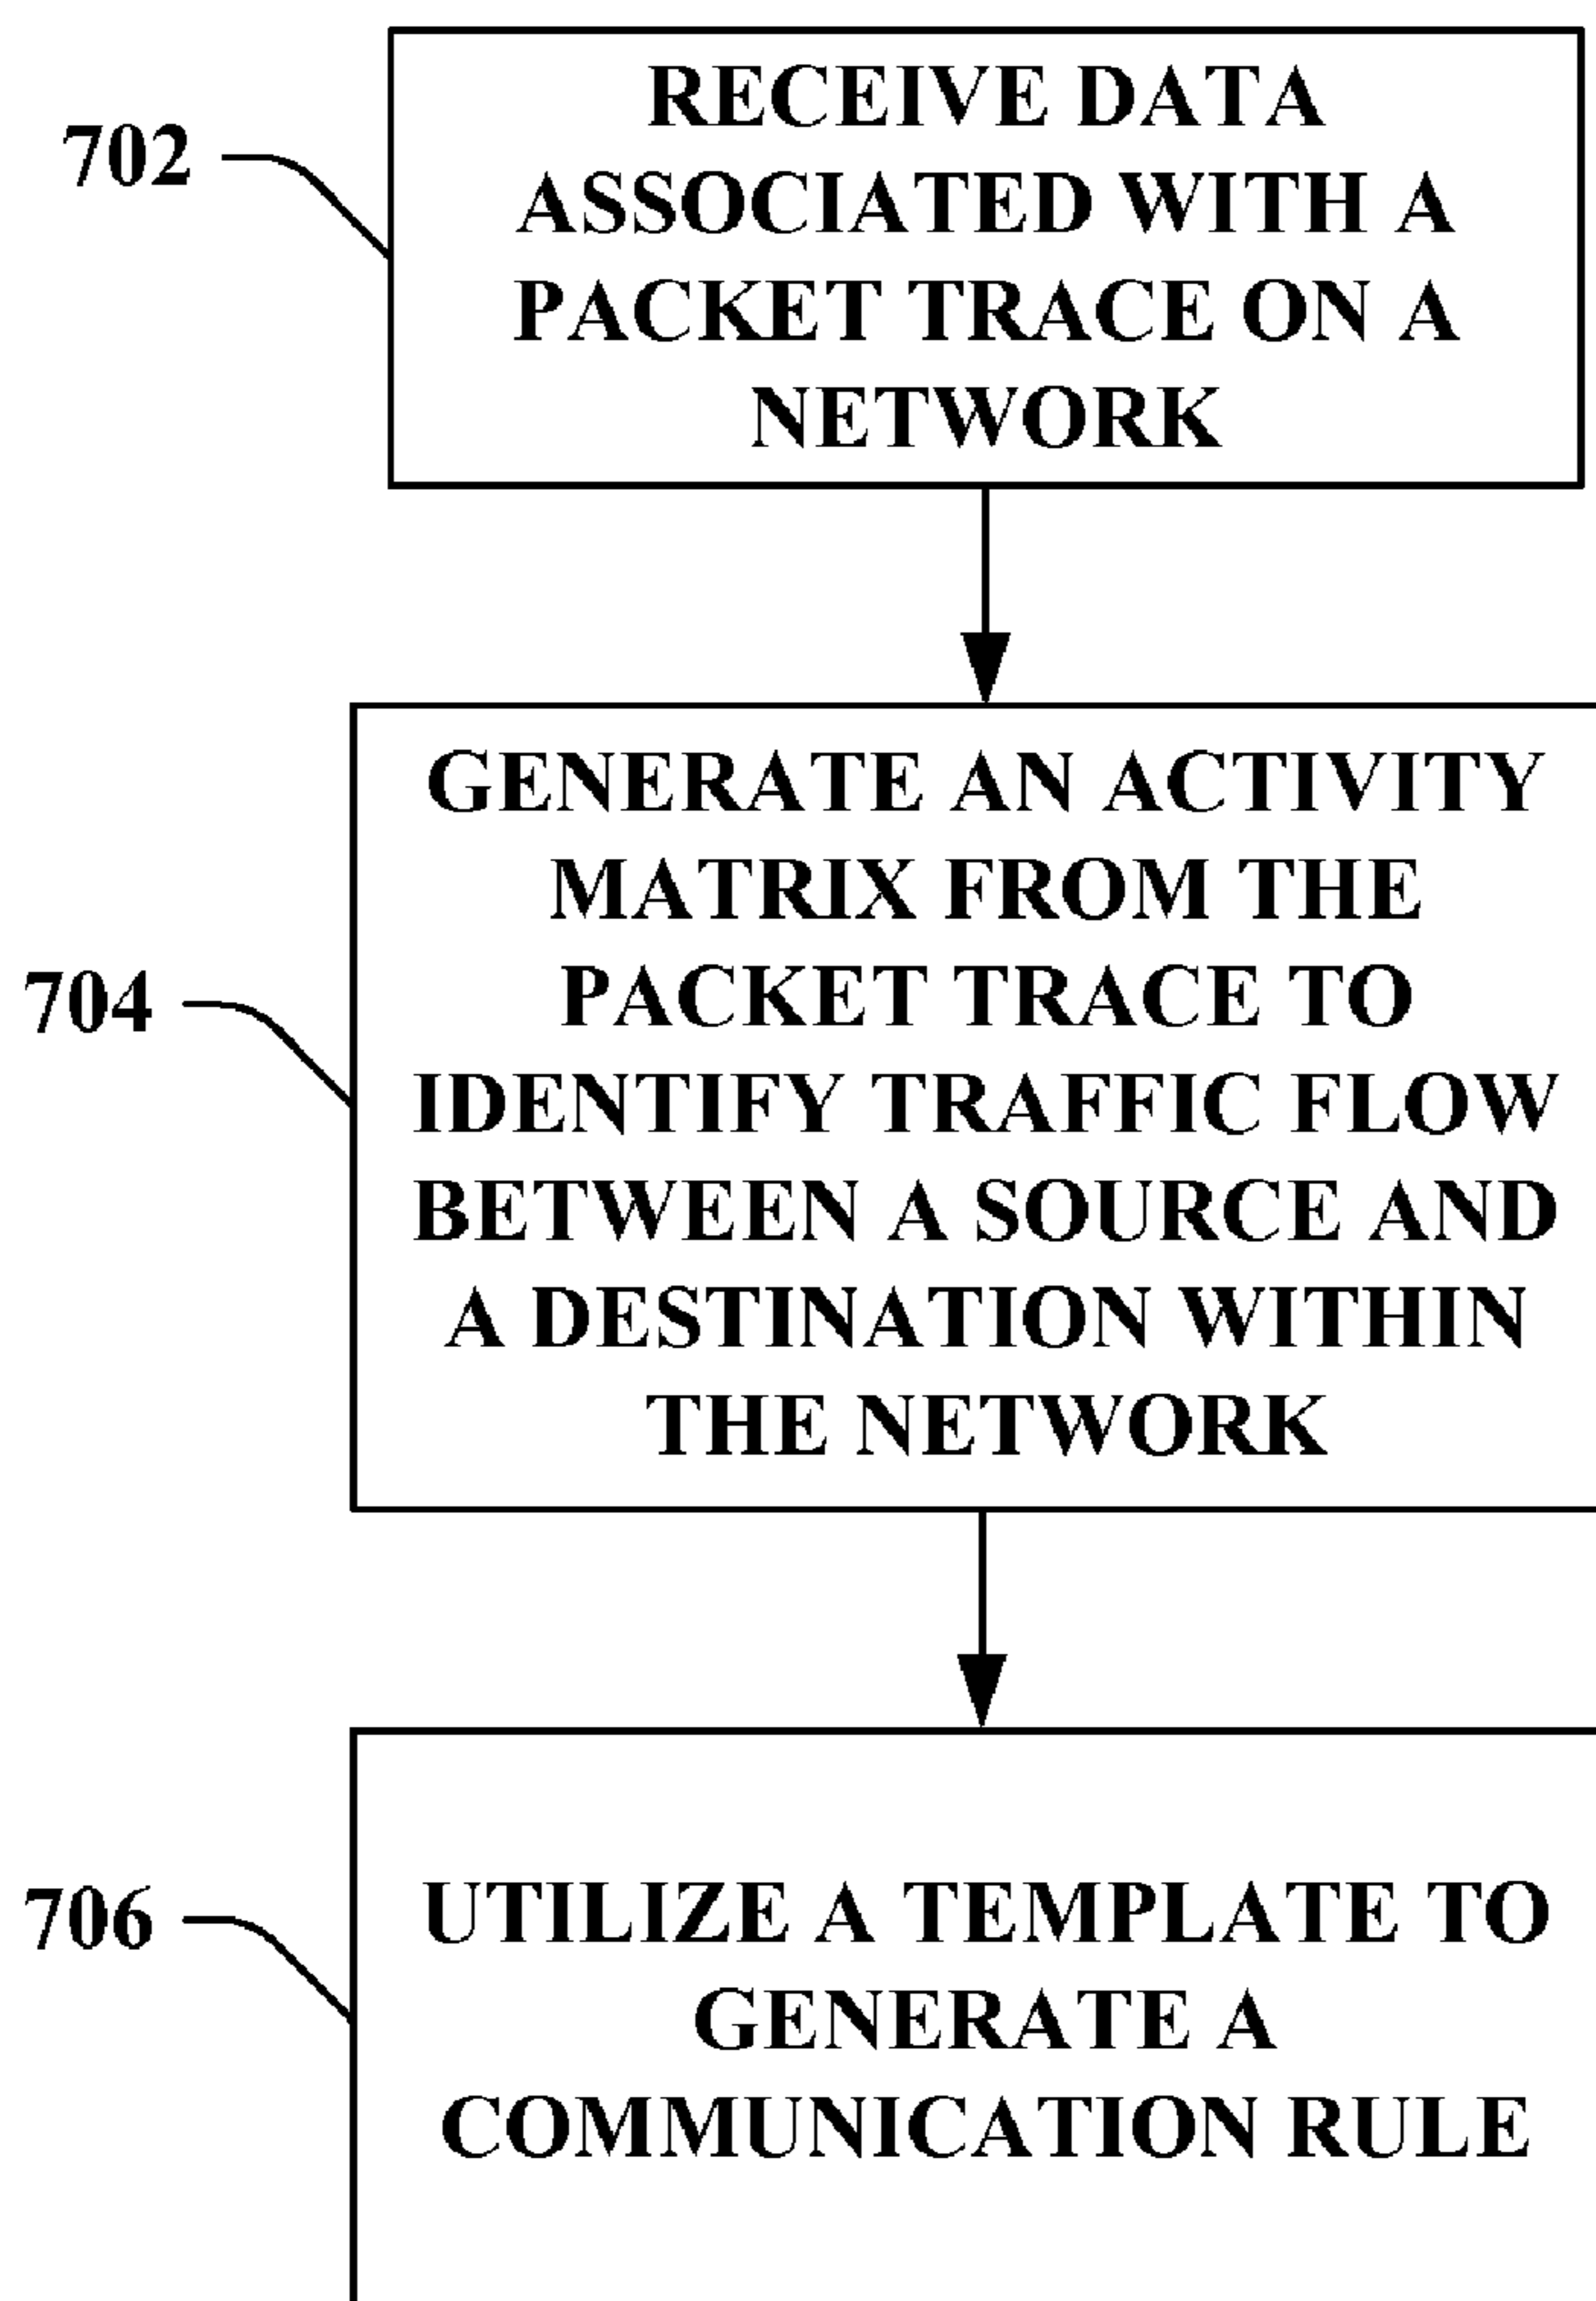 702
RECEIVE DATA
ASSOCIATED WITH A
PACKET TRACE ON A
NETWORK
704
GENERATE AN ACTIVITY
MATRIX FROM THE
PACKET TRACE TO
IDENTIFY TRAFFIC FLOW
BETWEEN A SOURCE AND
A DESTINATION WITHIN
THE NETWORK
706
UTILIZE A TEMPLATE TO
GENERATE A
COMMUNICATION RULE